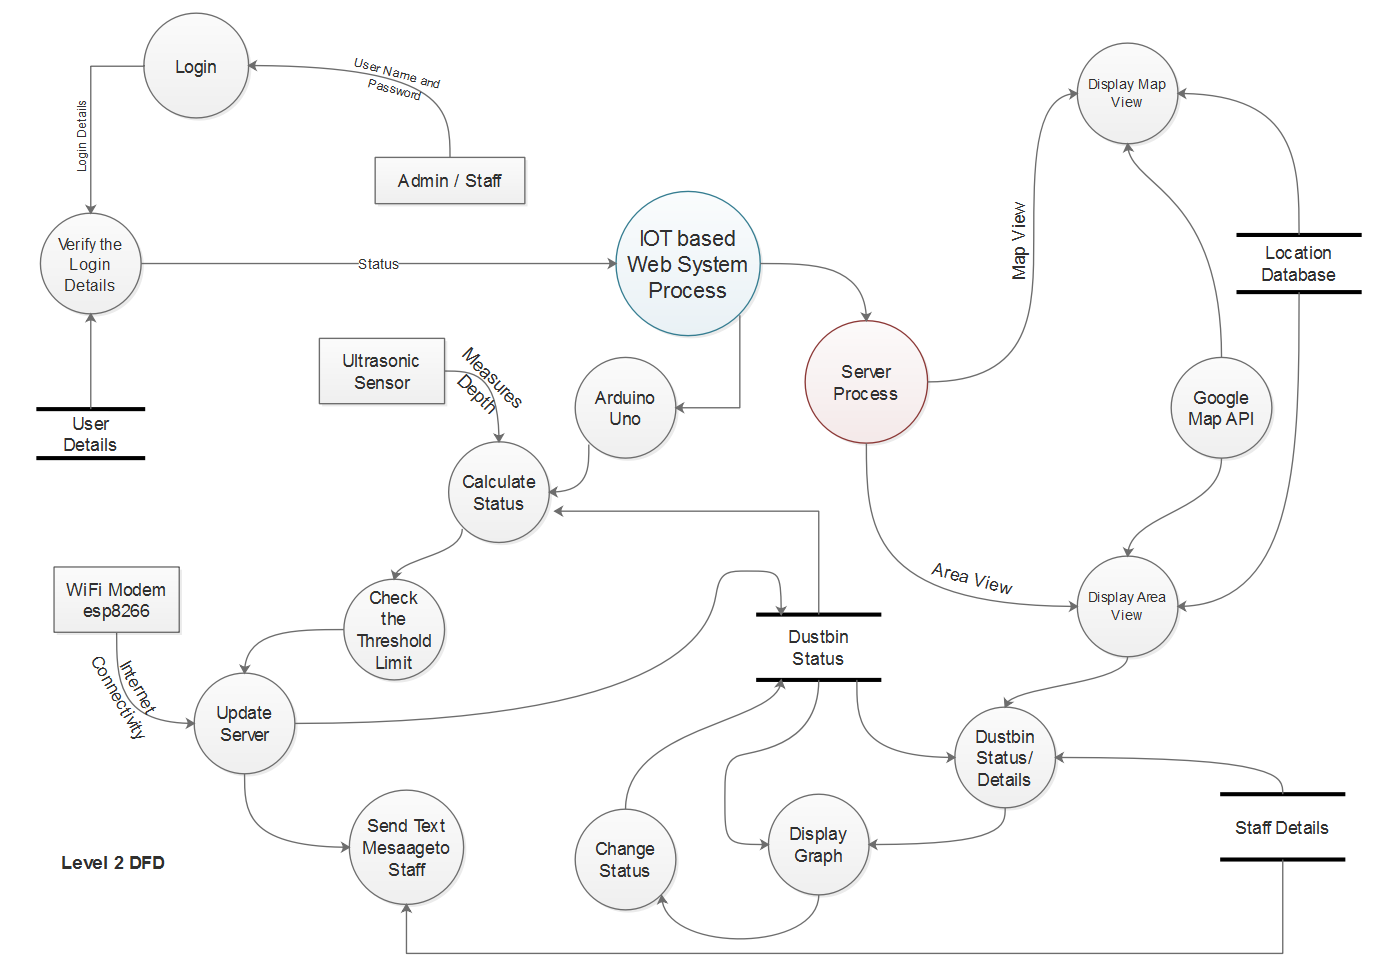 Login
User Name and
Password
Login Details
Admin / Staff
Display Map
View
Verify the
Login
Details
Status
IOT based
Web System
Process
Map View
Location
Database
User
Details
Ultrasonic
Sensor
Measures
Depth
Arduino
Uno
Server
Process
Google
Map API
Calculate
Status
Area View
Display Area
View
WiFi Modem
esp8266
Internet
Connectivity
Check
the
Threshold
Limit
Dustbin
Status
Update
Server
Dustbin
Status/
Details
Send Text
Mesaageto
Staff
Change
Status
Display
Graph
Staff Details
Level 2 DFD